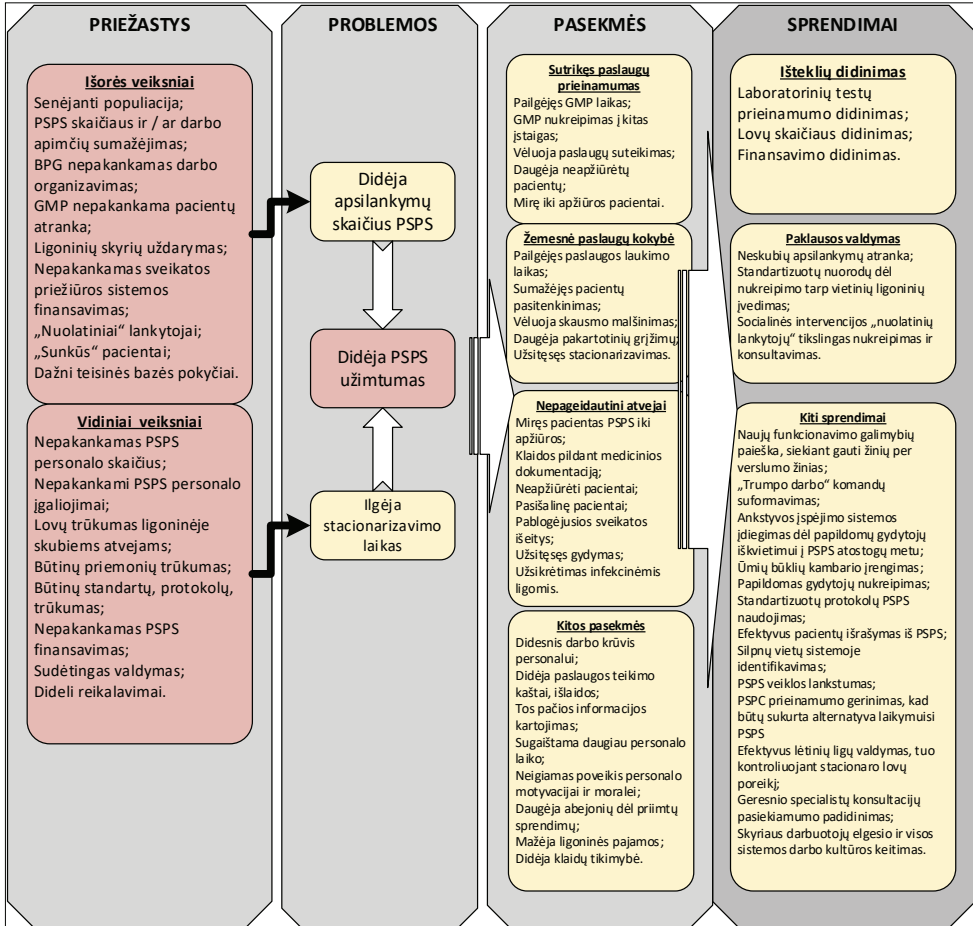 PRIEŽASTYS
Išorės veiksniai
Senėjanti populiacija;
PSPS skaičiaus ir / ar darbo
apimčių sumažėjimas;
BPG nepakankamas darbo
organizavimas;
GMP nepakankama pacientų
atranka;
Ligoninių skyrių uždarymas;
Nepakankamas sveikatos
priežiūros sistemos
finansavimas;
„Nuolatiniai“ lankytojai;
„Sunkūs“ pacientai;
Dažni teisinės bazės pokyčiai.
Vidiniai veiksniai
Nepakankamas PSPS
personalo skaičius;
Nepakankami PSPS personalo
įgaliojimai;
Lovų trūkumas ligoninėje
skubiems atvejams;
Būtinų priemonių trūkumas;
Būtinų standartų, protokolų,
trūkumas;
Nepakankamas PSPS
finansavimas;
Sudėtingas valdymas;
Dideli reikalavimai.
PROBLEMOS
Didėja
apsilankymų
skaičius PSPS
Didėja PSPS
užimtumas
Ilgėja
stacionarizavimo
laikas
PASEKMĖS
Sutrikęs paslaugų
prieinamumas
Pailgėjęs GMP laikas;
GMP nukreipimas į kitas
įstaigas;
Vėluoja paslaugų suteikimas;
Daugėja neapžiūrėtų
pacientų;
Mirę iki apžiūros pacientai.
Žemesnė paslaugų kokybė
Pailgėjęs paslaugos laukimo
laikas;
Sumažėjęs pacientų
pasitenkinimas;
Vėluoja skausmo malšinimas;
Daugėja pakartotinių grįžimų;
Užsitęsęs stacionarizavimas.
Nepageidautini atvejai
Miręs pacientas PSPS iki
apžiūros;
Klaidos pildant medicinios
dokumentaciją;
Neapžiūrėti pacientai;
Pasišalinę pacientai;
Pablogėjusios sveikatos
išeitys;
Užsitęsęs gydymas;
Užsikrėtimas infekcinėmis
ligomis.
Kitos pasekmės
Didesnis darbo krūvis
personalui;
Didėja paslaugos teikimo
kaštai, išlaidos;
Tos pačios informacijos
kartojimas;
Sugaištama daugiau personalo
laiko;
Neigiamas poveikis personalo
motyvacijai ir moralei;
Daugėja abejonių dėl priimtų
sprendimų;
Mažėja ligoninės pajamos;
Didėja klaidų tikimybė.
SPRENDIMAI
Išteklių didinimas
Laboratorinių testų
prieinamumo didinimas;
Lovų skaičiaus didinimas;
Finansavimo didinimas.
Paklausos valdymas
Neskubių apsilankymų atranka;
Standartizuotų nuorodų dėl
nukreipimo tarp vietinių ligoninių
įvedimas;
Socialinės intervencijos „nuolatinių
lankytojų“ tikslingas nukreipimas ir
konsultavimas.
Kiti sprendimai
Naujų funkcionavimo galimybių
paieška, siekiant gauti žinių per
verslumo žinias;
„Trumpo darbo“ komandų
suformavimas;
Ankstyvos įspėjimo sistemos
įdiegimas dėl papildomų gydytojų
iškvietimui į PSPS atostogų metu;
Ūmių būklių kambario įrengimas;
Papildomas gydytojų nukreipimas;
Standartizuotų protokolų PSPS
naudojimas;
Efektyvus pacientų išrašymas iš PSPS;
Silpnų vietų sistemoje
identifikavimas;
PSPS veiklos lankstumas;
PSPC prieinamumo gerinimas, kad
būtų sukurta alternatyva laikymuisi
PSPS
Efektyvus lėtinių ligų valdymas, tuo
kontroliuojant stacionaro lovų
poreikį;
Geresnio specialistų konsultacijų
pasiekiamumo padidinimas;
Skyriaus darbuotojų elgesio ir visos
sistemos darbo kultūros keitimas.